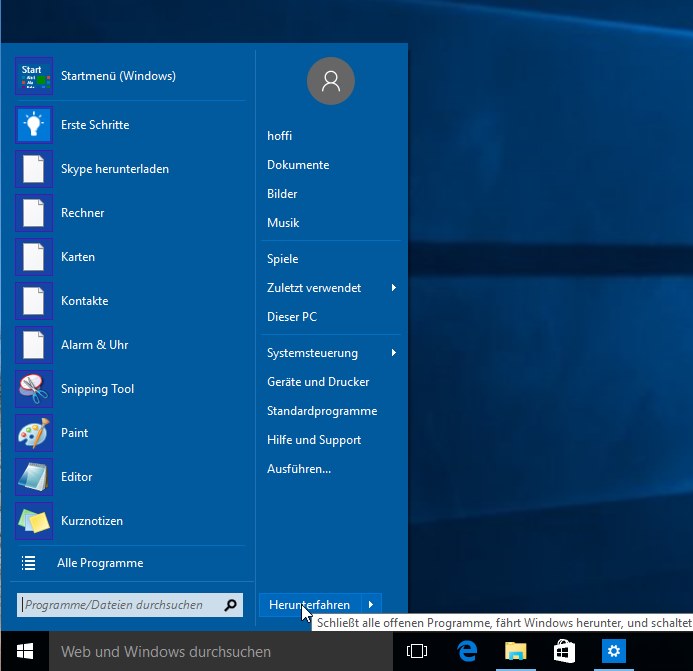 Start
Startmenü (Windows)
Erste Schritte
Skype herunterladen
Rechner
Karten
Kontakte
Alarm & Uhr
Snipping Tool
Paint
Editor
Kurznotizen
Alle Programme
Programme/Dateien durchsuchen
hoffi
Dokumente
Bilder
Musik
Spiele
Zuletzt verwendet
Dieser PC
Systemsteuerung
Geräte und Drucker
Standardprogramme
Hilfe und Support
Ausführen...
Herunterfahren
Schließt alle offenen Programme, fährt Windows herunter, und schaltet
Web und Windows durchsuchen